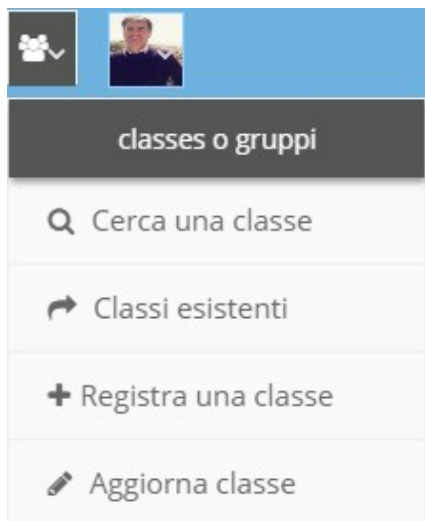 classes o gruppi
Cerca una classe
Classi esistenti
Registra una classe
Aggiorna classe